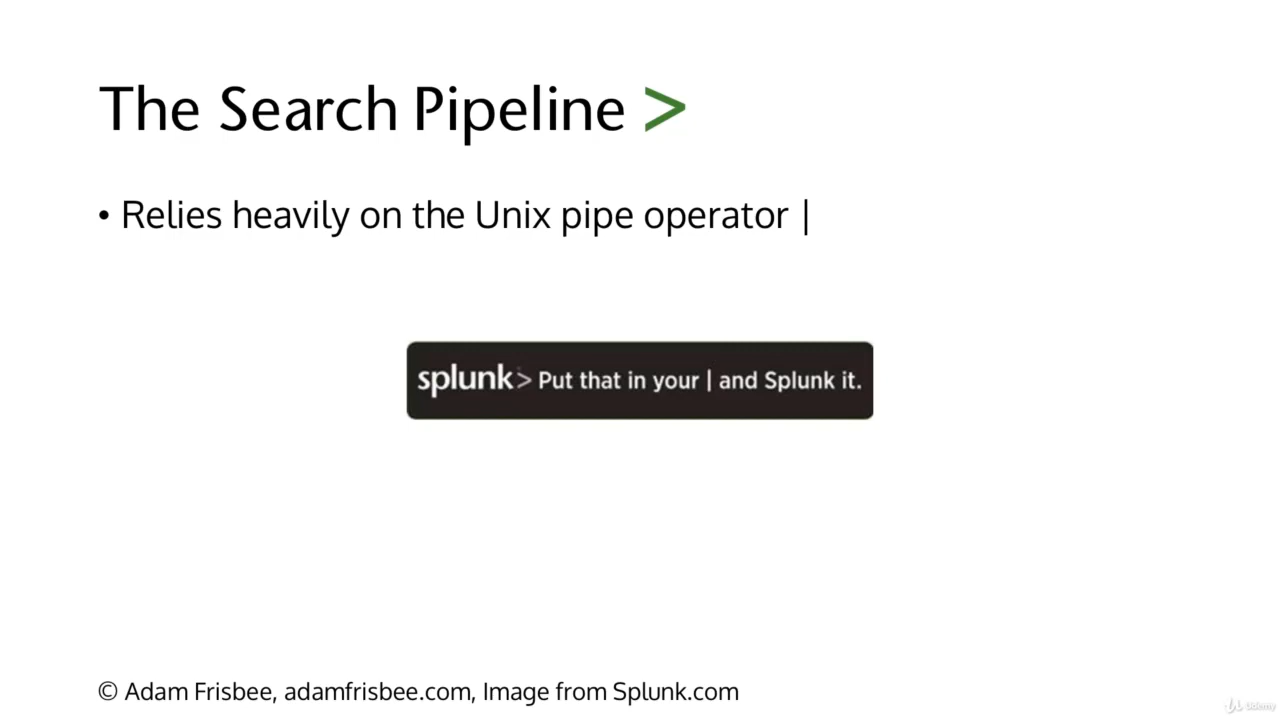 The Search Pipeline >
• Relies heavily on the Unix pipe operator |
splunk> Put that in your | and Splunk it.
© Adam Frisbee, adamfrisbee.com, Image from Splunk.com
Udemy